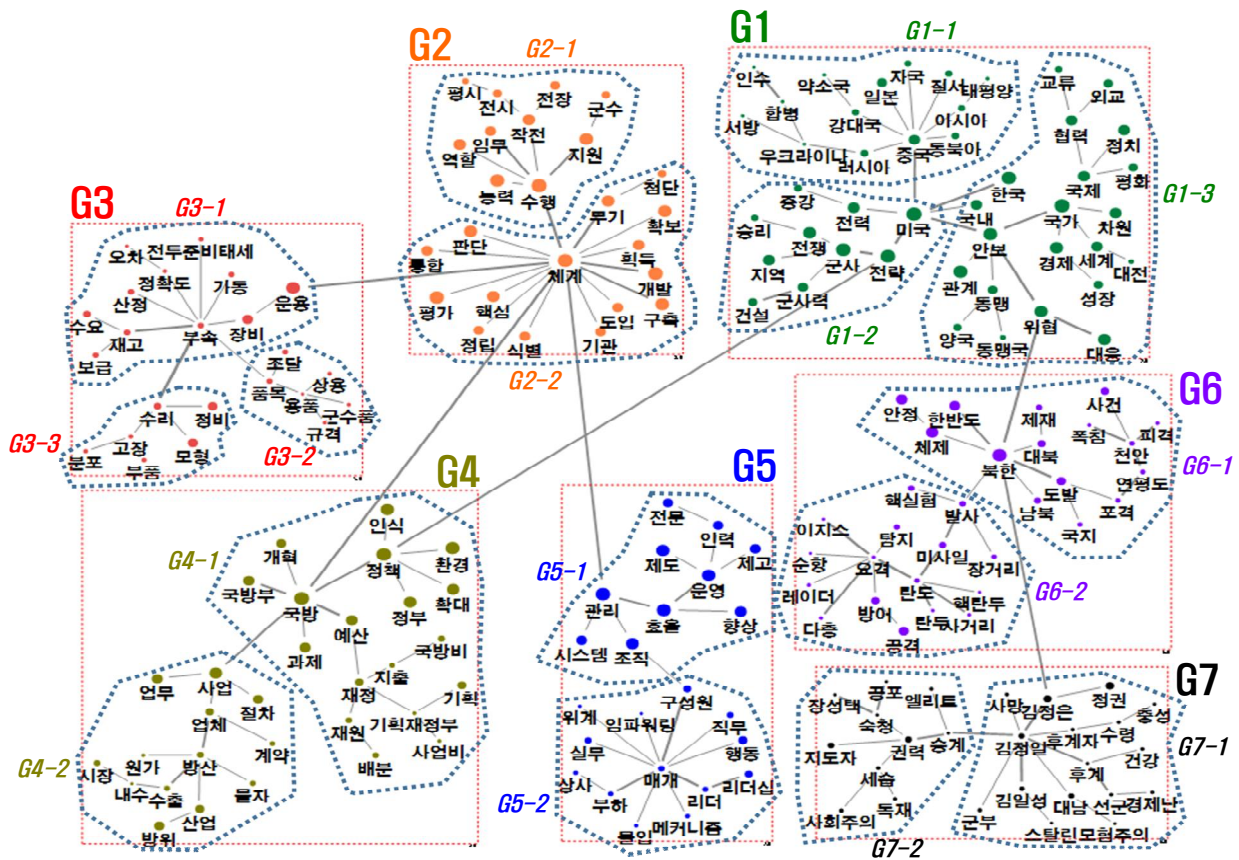 G2
G2-1
평시
전시
전장
군수
임무
작전
역할
지원
능력
수행
첨단
무기
확보
판단
통합
체계
획득
개발
평가
핵심
도입
구축
정립
식별
기관
G2-2
G1
G1-1
인수
약소국
자국
질서
일본
태평양
합병
강대국
아시아
서방
우크라이나
러시아
중국
동북아
교류
외교
협력
정치
국제
평화
한국
G1-3
증강
전력
미국
국내
국가
차원
승리
전쟁
안보
군사
전략
경제
세계
대전
지역
관계
성장
군사력
동맹
건설
위협
양국
동맹국
대응
G1-2
G3
G3-1
오차
전투준비태세
정확도
가동
산정
운용
수요
장비
재고
부속
보급
조달
상용
품목
용품
군수품
규격
G3-2
수리
정비
G3-3
고장
모형
분포
부품
G4
G4-1
인식
개혁
정책
환경
국방부
국방
확대
정부
예산
과제
국방비
지출
재정
기획
재원
기획재정부
사업비
배분
업무
사업
절차
업체
계약
G4-2
시장
원가
방산
내수
수출
물자
방위
산업
G5
전문
인력
G5-1
제도
제고
운영
관리
효율
향상
시스템
조직
구성원
위계
임파워링
직무
실무
행동
매개
상사
리더십
G5-2
부하
리더
몰입
메커니즘
G6
안정
한반도
제재
사건
체제
폭침
피격
대북
천안
북한
G6-1
도발
연평도
핵실험
남북
포격
발사
국지
이지스
탐지
미사일
순항
요격
장거리
G6-2
레이더
탄도
핵탄두
방어
탄두
사거리
다층
공격
G7
장성택
공포
엘리트
숙청
지도자
권력
승계
세습
독재
사회주의
G7-2
사망
김정은
정권
충성
김정일
후계자
수령
G7-1
건강
후계
김일성
대남
선군
경제난
군부
스탈린
모험주의